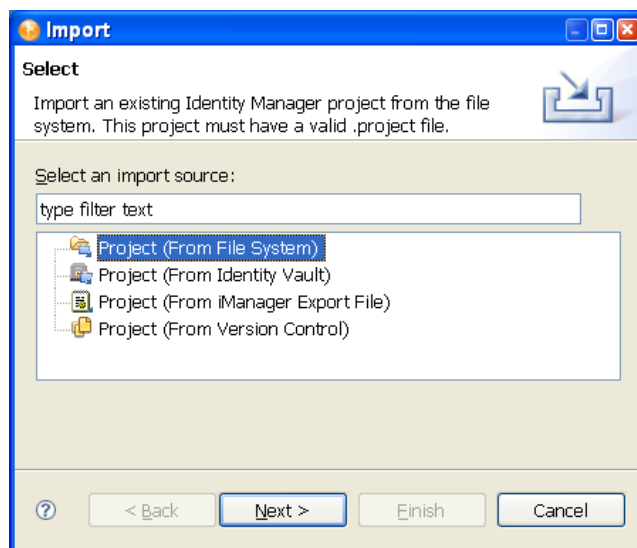 Import
Select
Import an existing Identity Manager project from the file
system. This project must have a valid .project file.
Select an import source:
type filter text
Project (From File System)
Project (From Identity Vault)
Project (From iManager Export File)
Project (From Version Control)
? < Back Next > Finish Cancel